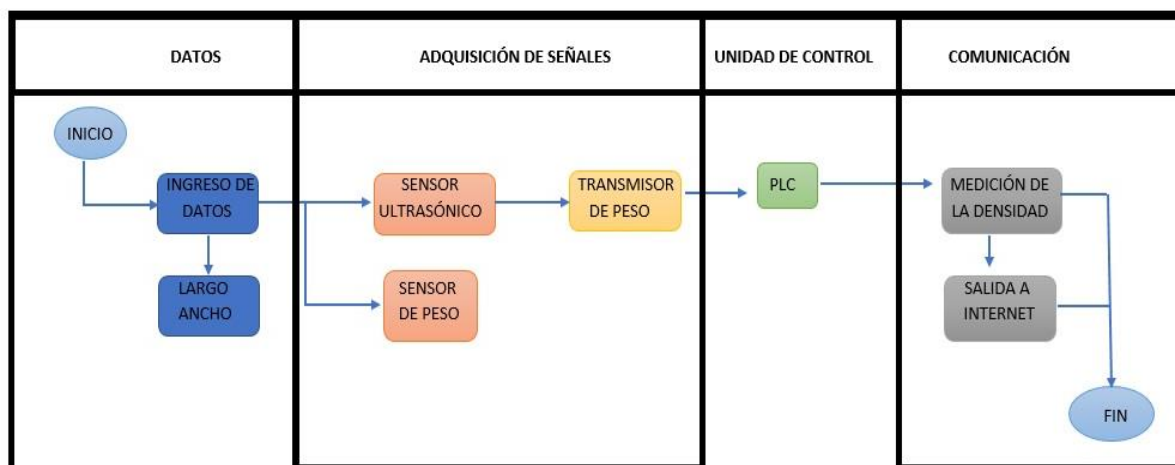 DATOS
ADQUISICIÓN DE SEÑALES
UNIDAD DE CONTROL
COMUNICACIÓN
INICIO
INGRESO DE
DATOS
LARGO
ANCHO
SENSOR
ULTRASÓNICO
SENSOR
DE PESO
TRANSMISOR
DE PESO
PLC
MEDICIÓN DE
LA DENSIDAD
SALIDA A
INTERNET
FIN